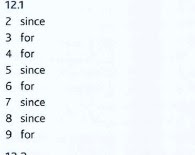 12.1
2 since
3 for
4 for
5 since
6 for
7 since
8 since
9 for